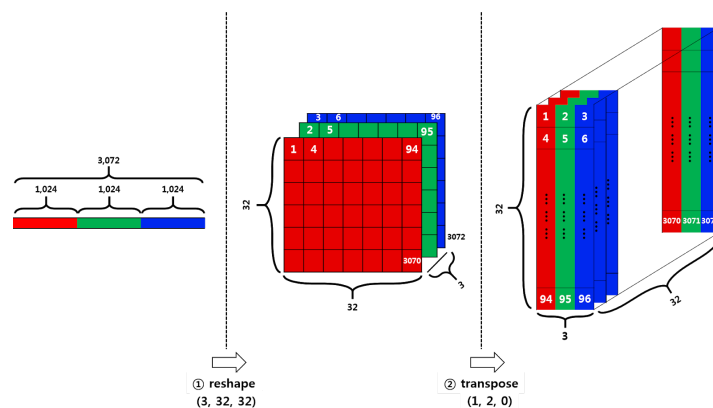 3,072
1,024 1,024 1,024
3 6 96
2 5 95
1 4 94
32
3072
3070
3
32
1 2 3
4 5 6
32
3070 3071
94 95 96
32
3
① reshape
(3, 32, 32)
② transpose
(1, 2, 0)